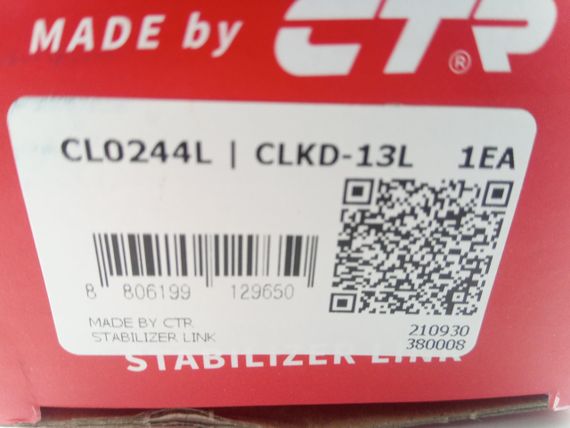 MADE by CTR®
CL0244L | CLKD-13L 1EA
8 806199 129650
MADE BY CTR.
STABILIZER LINK
210930
380008
STABILIZER LINK